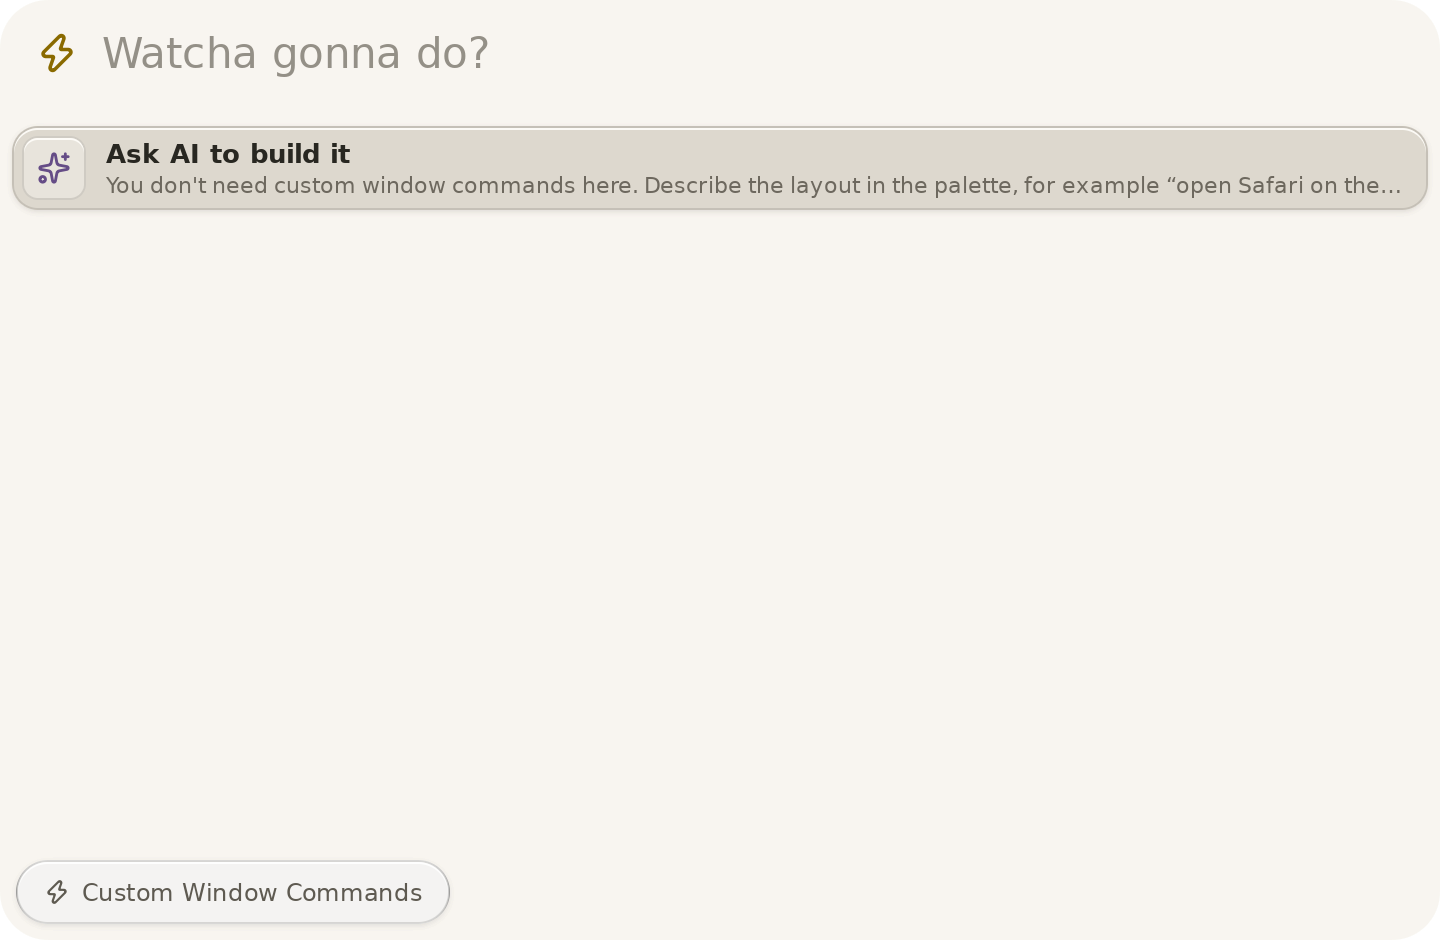 Watcha gonna do?
Ask AI to build it
You don't need custom window commands here. Describe the layout in the palette, for example “open Safari on the…
Custom Window Commands